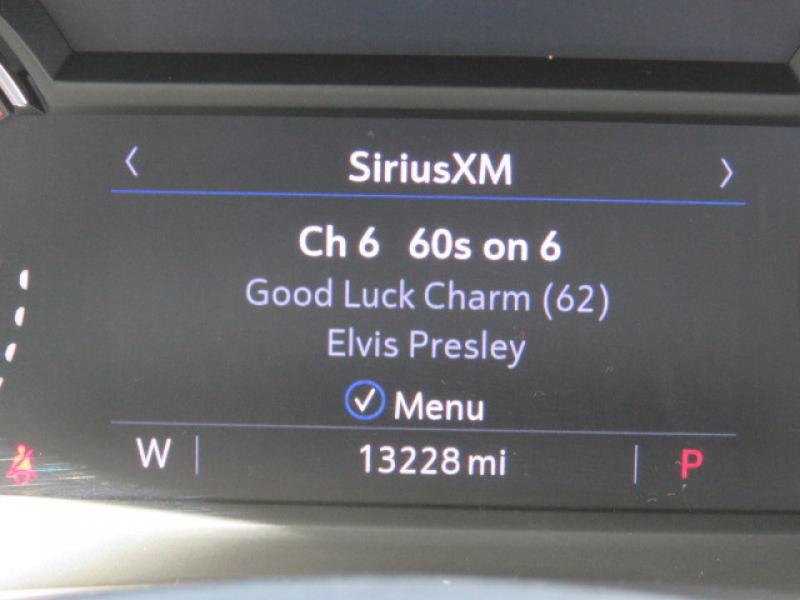 SiriusXM
Ch 6 60s on 6
Good Luck Charm (62)
Elvis Presley
Menu
W 13228 mi P